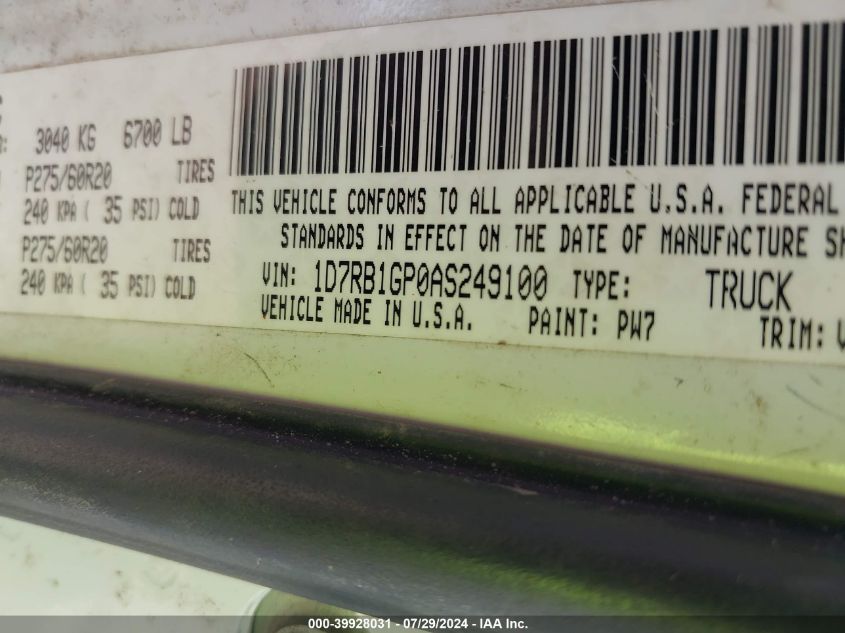 3040 KG 6700 LB
P275/60R20 TIRES
240 KPA ( 35 PSI) COLD
P275/60R20 TIRES
240 KPA ( 35 PSI) COLD
THIS VEHICLE CONFORMS TO ALL APPLICABLE U.S.A. FEDERAL
STANDARDS IN EFFECT ON THE DATE OF MANUFACTURE SH
VIN: 1D7RB1GP0AS249100 TYPE: TRUCK
VEHICLE MADE IN U.S.A. PAINT: PW7 TRIM:
000-39928031 - 07/29/2024 - IAA Inc.